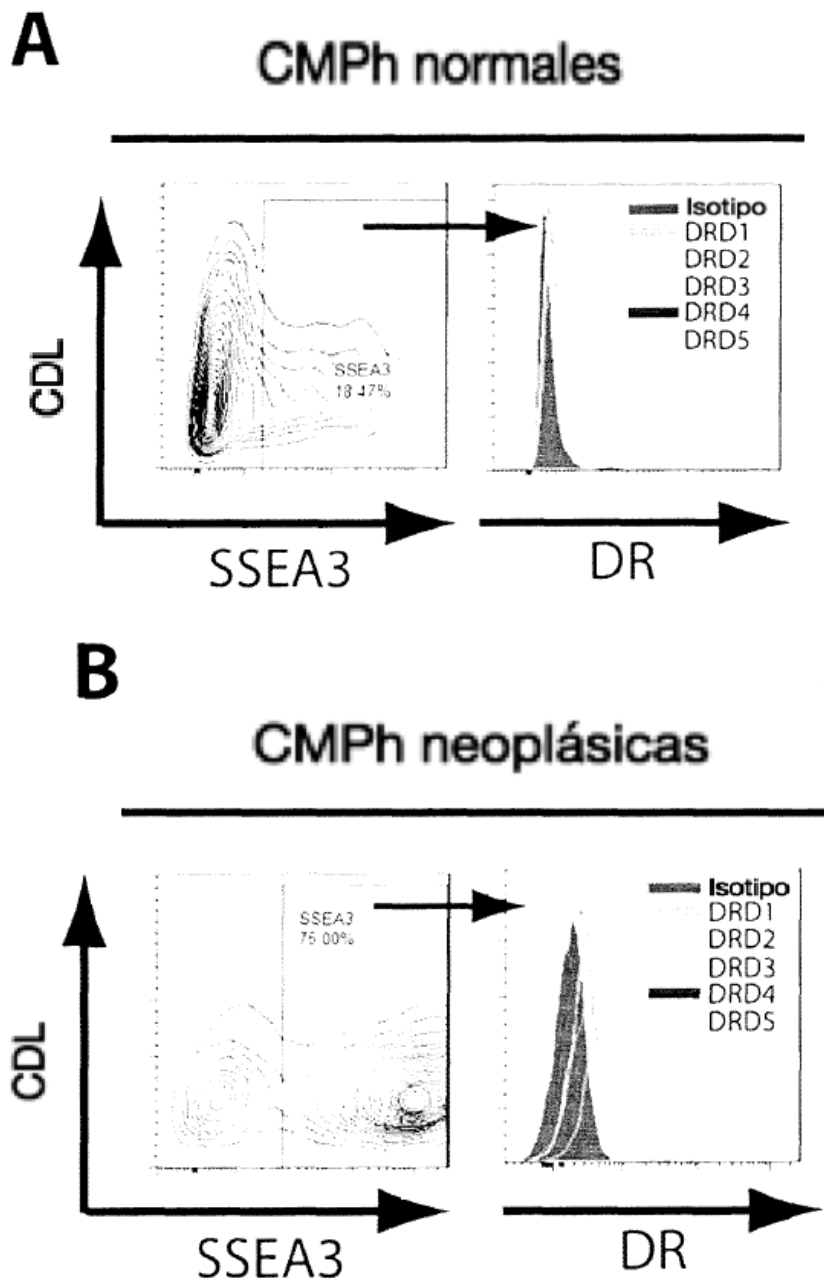 A
CMPh normales
CDL
SSEA3
18.47%
SSEA3
Isotipo
DRD1
DRD2
DRD3
DRD4
DRD5
DR
B
CMPh neoplásicas
CDL
SSEA3
75.00%
SSEA3
Isotipo
DRD1
DRD2
DRD3
DRD4
DRD5
DR